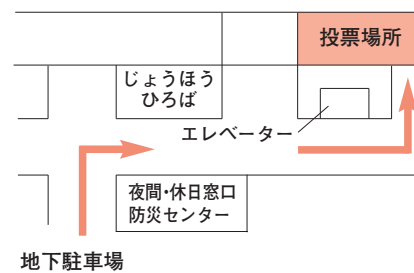 投票場所
じょうほう
ひろば
エレベーター
夜間・休日窓口
防災センター
地下駐車場